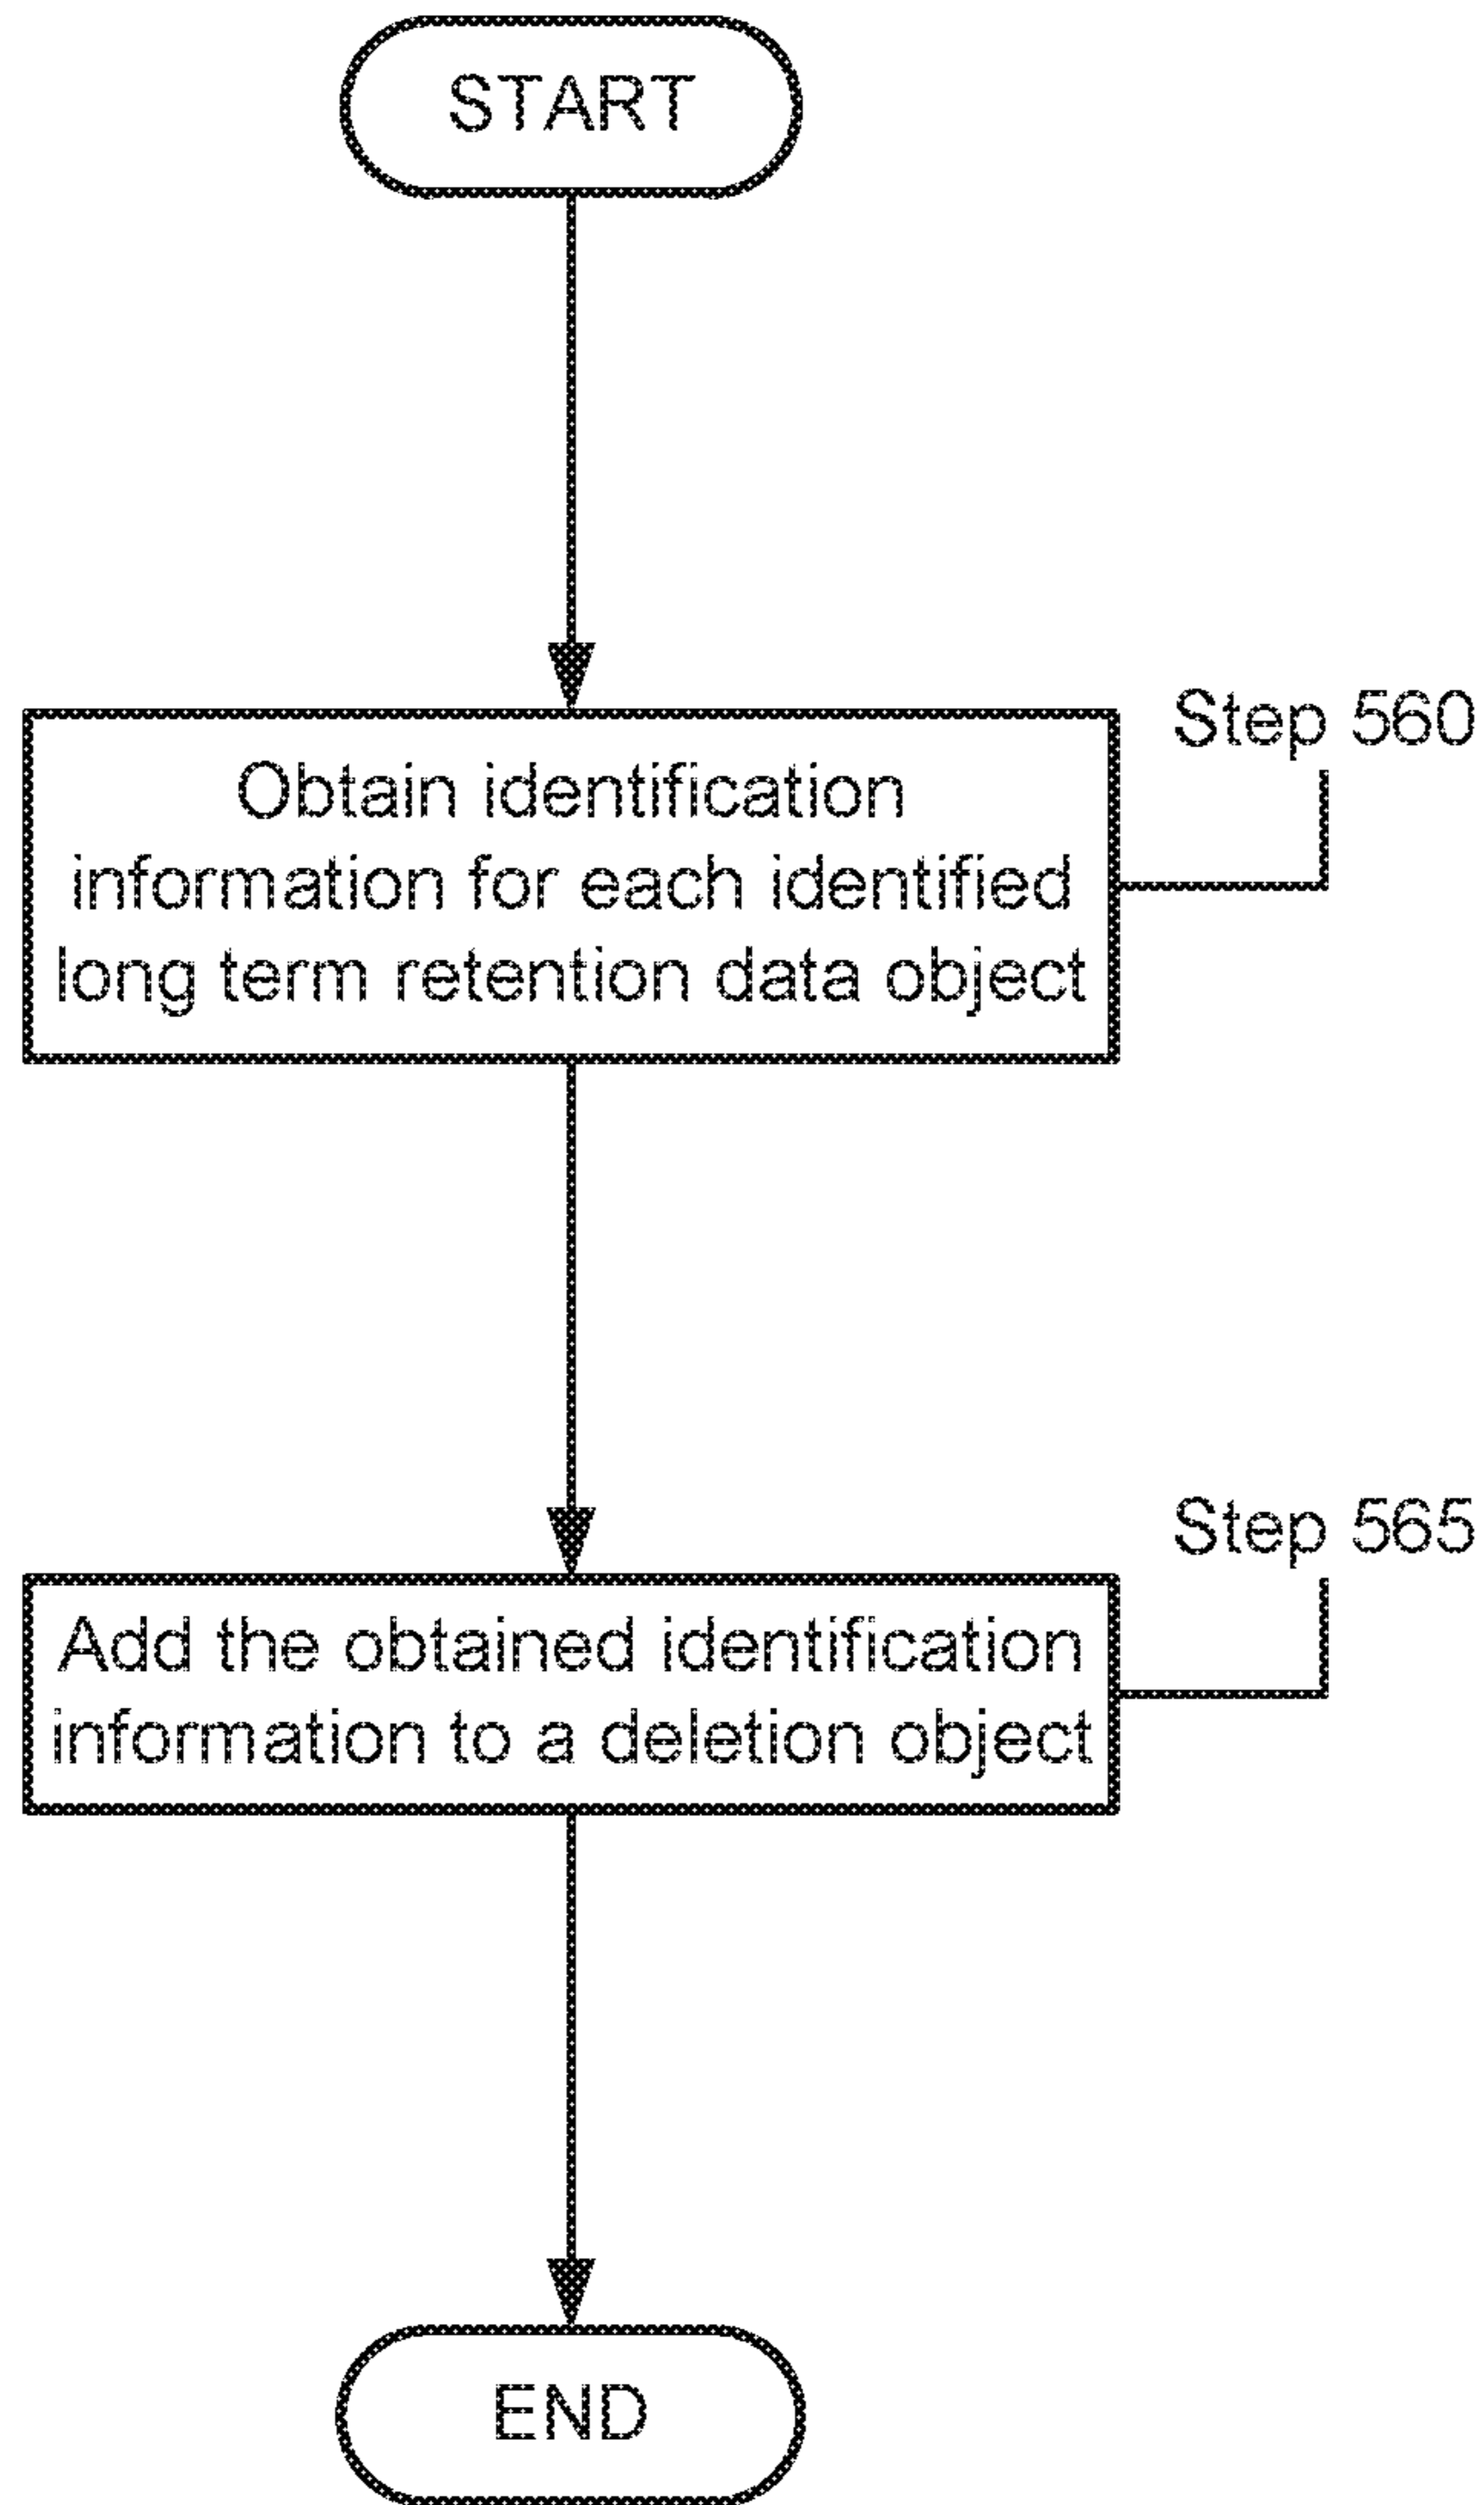 START
Step 560
Obtain identification
information for each identified
long term retention data object
Step 565
Add the obtained identification
information to a deletion object
END